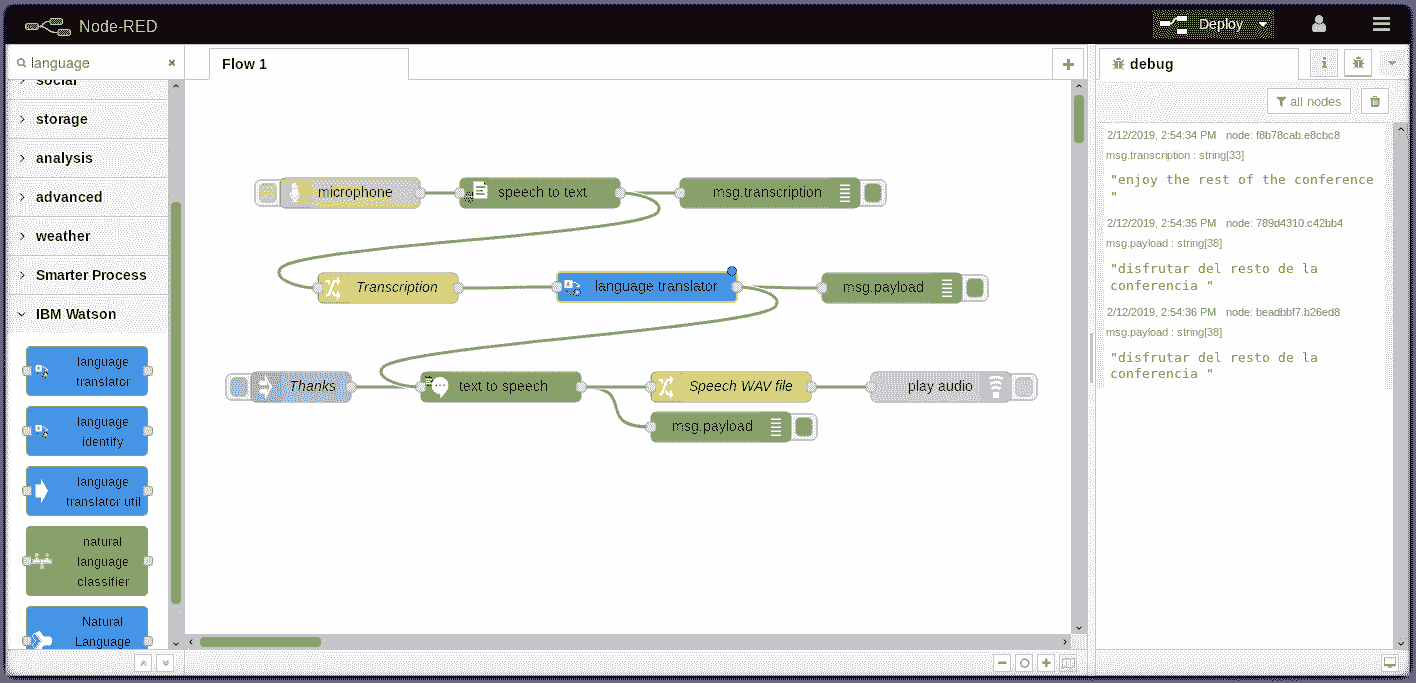 Node-RED
Deploy
language
Flow 1
debug
all nodes
social
storage
analysis
advanced
weather
Smarter Process
IBM Watson
language
translator
language
identify
language
translator util
natural
language
classifier
Natural
Language
microphone
speech to text
msg.transcription
Transcription
language translator
msg.payload
Thanks
text to speech
Speech WAV file
play audio
msg.payload
2/12/2019, 2:54:34 PM node: f8b78cab.e8cbc8
msg.transcription : string[33]
"enjoy the rest of the conference
"
2/12/2019, 2:54:35 PM node: 789d4310.c42bb4
msg.payload : string[38]
"disfrutar del resto de la
conferencia "
2/12/2019, 2:54:36 PM node: beadbbf7.b26ed8
msg.payload : string[38]
"disfrutar del resto de la
conferencia "